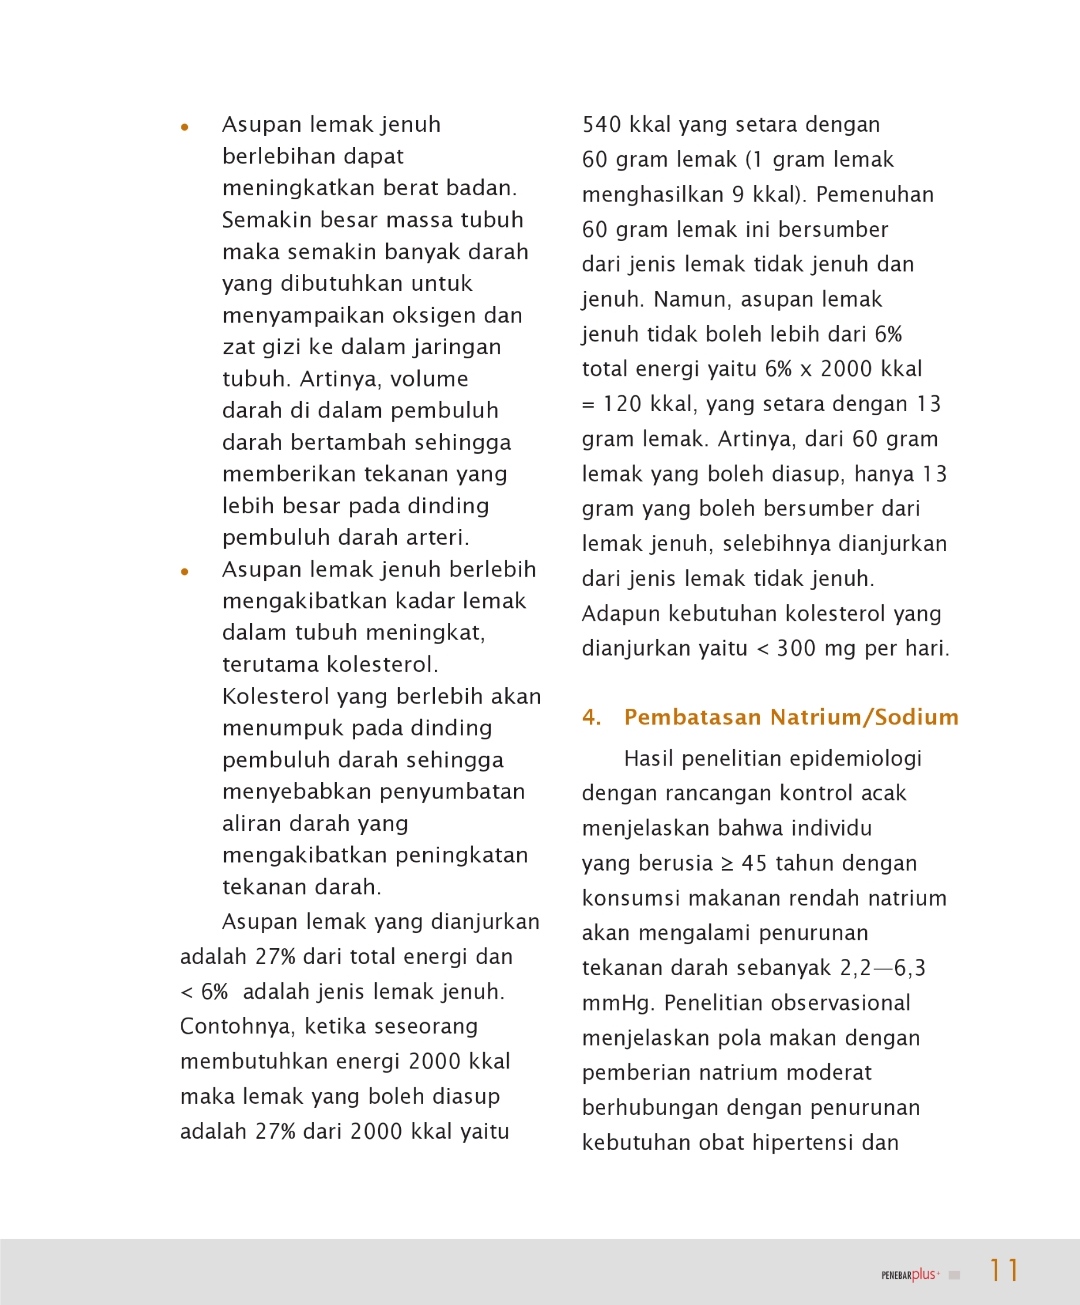 • Asupan lemak jenuh
berlebihan dapat
meningkatkan berat badan.
Semakin besar massa tubuh
maka semakin banyak darah
yang dibutuhkan untuk
menyampaikan oksigen dan
zat gizi ke dalam jaringan
tubuh. Artinya, volume
darah di dalam pembuluh
darah bertambah sehingga
memberikan tekanan yang
lebih besar pada dinding
pembuluh darah arteri.
• Asupan lemak jenuh berlebih
mengakibatkan kadar lemak
dalam tubuh meningkat,
terutama kolesterol.
Kolesterol yang berlebih akan
menumpuk pada dinding
pembuluh darah sehingga
menyebabkan penyumbatan
aliran darah yang
mengakibatkan peningkatan
tekanan darah.
Asupan lemak yang dianjurkan
adalah 27% dari total energi dan
< 6% adalah jenis lemak jenuh.
Contohnya, ketika seseorang
membutuhkan energi 2000 kkal
maka lemak yang boleh diasup
adalah 27% dari 2000 kkal yaitu
540 kkal yang setara dengan
60 gram lemak (1 gram lemak
menghasilkan 9 kkal). Pemenuhan
60 gram lemak ini bersumber
dari jenis lemak tidak jenuh dan
jenuh. Namun, asupan lemak
jenuh tidak boleh lebih dari 6%
total energi yaitu 6% x 2000 kkal
= 120 kkal, yang setara dengan 13
gram lemak. Artinya, dari 60 gram
lemak yang boleh diasup, hanya 13
gram yang boleh bersumber dari
lemak jenuh, selebihnya dianjurkan
dari jenis lemak tidak jenuh.
Adapun kebutuhan kolesterol yang
dianjurkan yaitu < 300 mg per hari.
4. Pembatasan Natrium/Sodium
Hasil penelitian epidemiologi
dengan rancangan kontrol acak
menjelaskan bahwa individu
yang berusia ≥ 45 tahun dengan
konsumsi makanan rendah natrium
akan mengalami penurunan
tekanan darah sebanyak 2,2—6,3
mmHg. Penelitian observasional
menjelaskan pola makan dengan
pemberian natrium moderat
berhubungan dengan penurunan
kebutuhan obat hipertensi dan
PENEBARplus+ 11